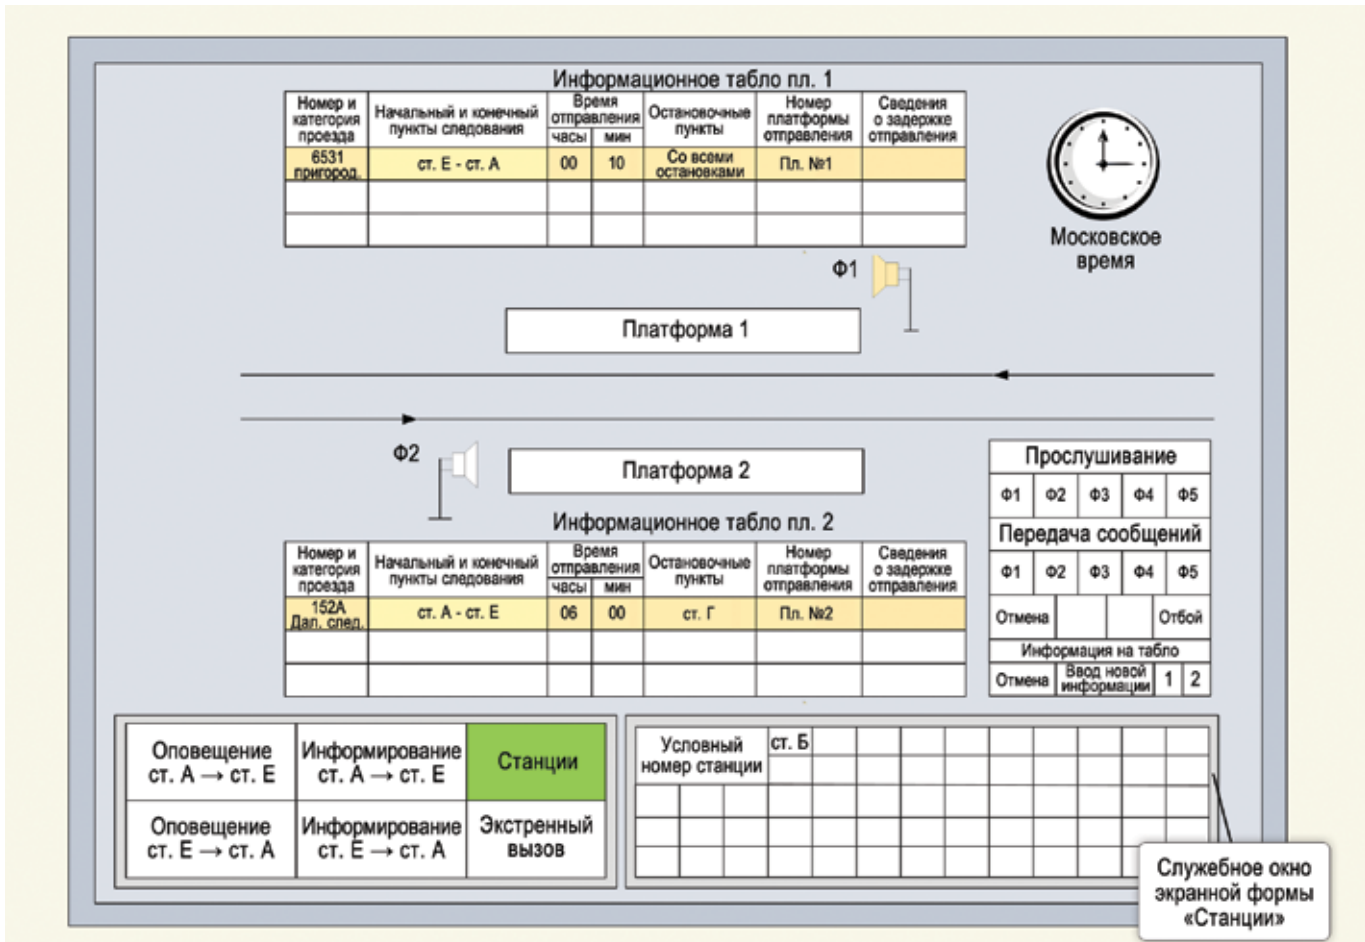 Информационное табло пл. 1
Номер и
категория
проезда
Начальный и конечный
пункты следования
Время
отправления
часы
мин
Остановочные
пункты
Номер
платформы
отправления
Сведения
о задержке
отправления
6531
пригород.
ст. Е - ст. А
00
10
Со всеми
остановками
Пл. №1
Московское
время
Ф1
Платформа 1
Ф2
Платформа 2
Информационное табло пл. 2
Номер и
категория
проезда
Начальный и конечный
пункты следования
Время
отправления
часы
мин
Остановочные
пункты
Номер
платформы
отправления
Сведения
о задержке
отправления
152А
Дал. след.
ст. А - ст. Е
06
00
ст. Г
Пл. №2
Прослушивание
Ф1 Ф2 Ф3 Ф4 Ф5
Передача сообщений
Ф1 Ф2 Ф3 Ф4 Ф5
Отмена Отбой
Информация на табло
Отмена
Ввод новой
информации
1 2
Оповещение
ст. А → ст. Е
Информирование
ст. А → ст. Е
Станции
Оповещение
ст. Е → ст. А
Информирование
ст. Е → ст. А
Экстренный
вызов
Условный
номер станции
ст. Б
Служебное окно
экранной формы
«Станции»